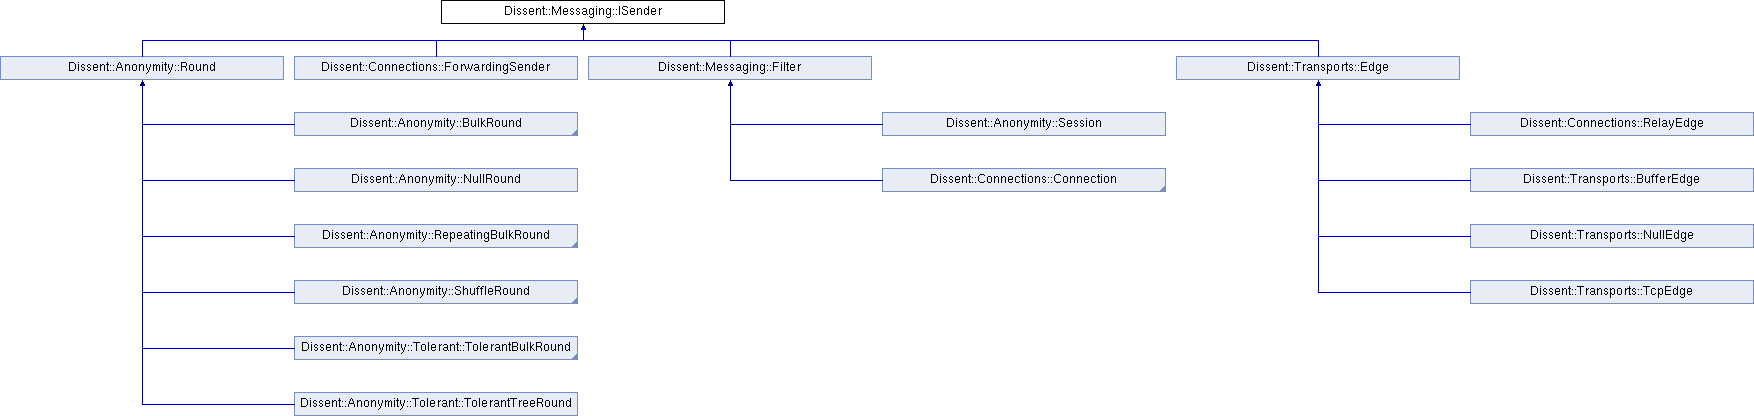 Dissent::Messaging::ISender
Dissent::Anonymity::Round
Dissent::Connections::ForwardingSender
Dissent::Messaging::Filter
Dissent::Transports::Edge
Dissent::Anonymity::BulkRound
Dissent::Anonymity::Session
Dissent::Connections::RelayEdge
Dissent::Anonymity::NullRound
Dissent::Connections::Connection
Dissent::Transports::BufferEdge
Dissent::Anonymity::RepeatingBulkRound
Dissent::Transports::NullEdge
Dissent::Anonymity::ShuffleRound
Dissent::Transports::TcpEdge
Dissent::Anonymity::Tolerant::TolerantBulkRound
Dissent::Anonymity::Tolerant::TolerantTreeRound